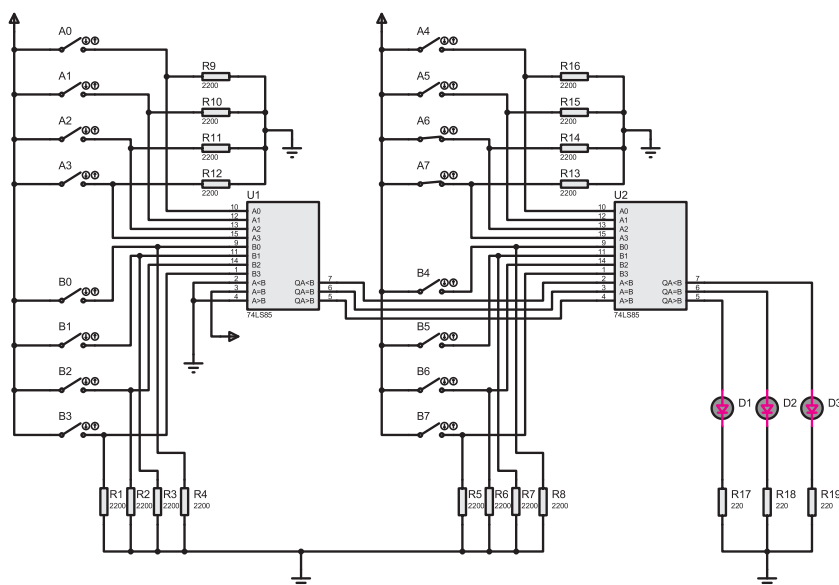 A0
A4
R9
2200
R16
2200
A1
A5
R10
2200
R15
2200
A2
A6
R11
2200
R14
2200
A3
A7
R12
2200
R13
2200
U1
10 A0
12 A1
13 A2
15 A3
9 B0
11 B1
14 B2
1 B3
2 A<B QA<B 7
3 A=B QA=B 6
4 A>B QA>B 5
74LS85
U2
10 A0
12 A1
13 A2
15 A3
9 B0
11 B1
14 B2
1 B3
2 A<B QA<B 7
3 A=B QA=B 6
4 A>B QA>B 5
74LS85
B0
B4
B1
B5
B2
B6
B3
B7
D1 D2 D3
R1 R2 R3 R4
2200 2200 2200 2200
R5 R6 R7 R8
2200 2200 2200 2200
R17 R18 R19
220 220 220